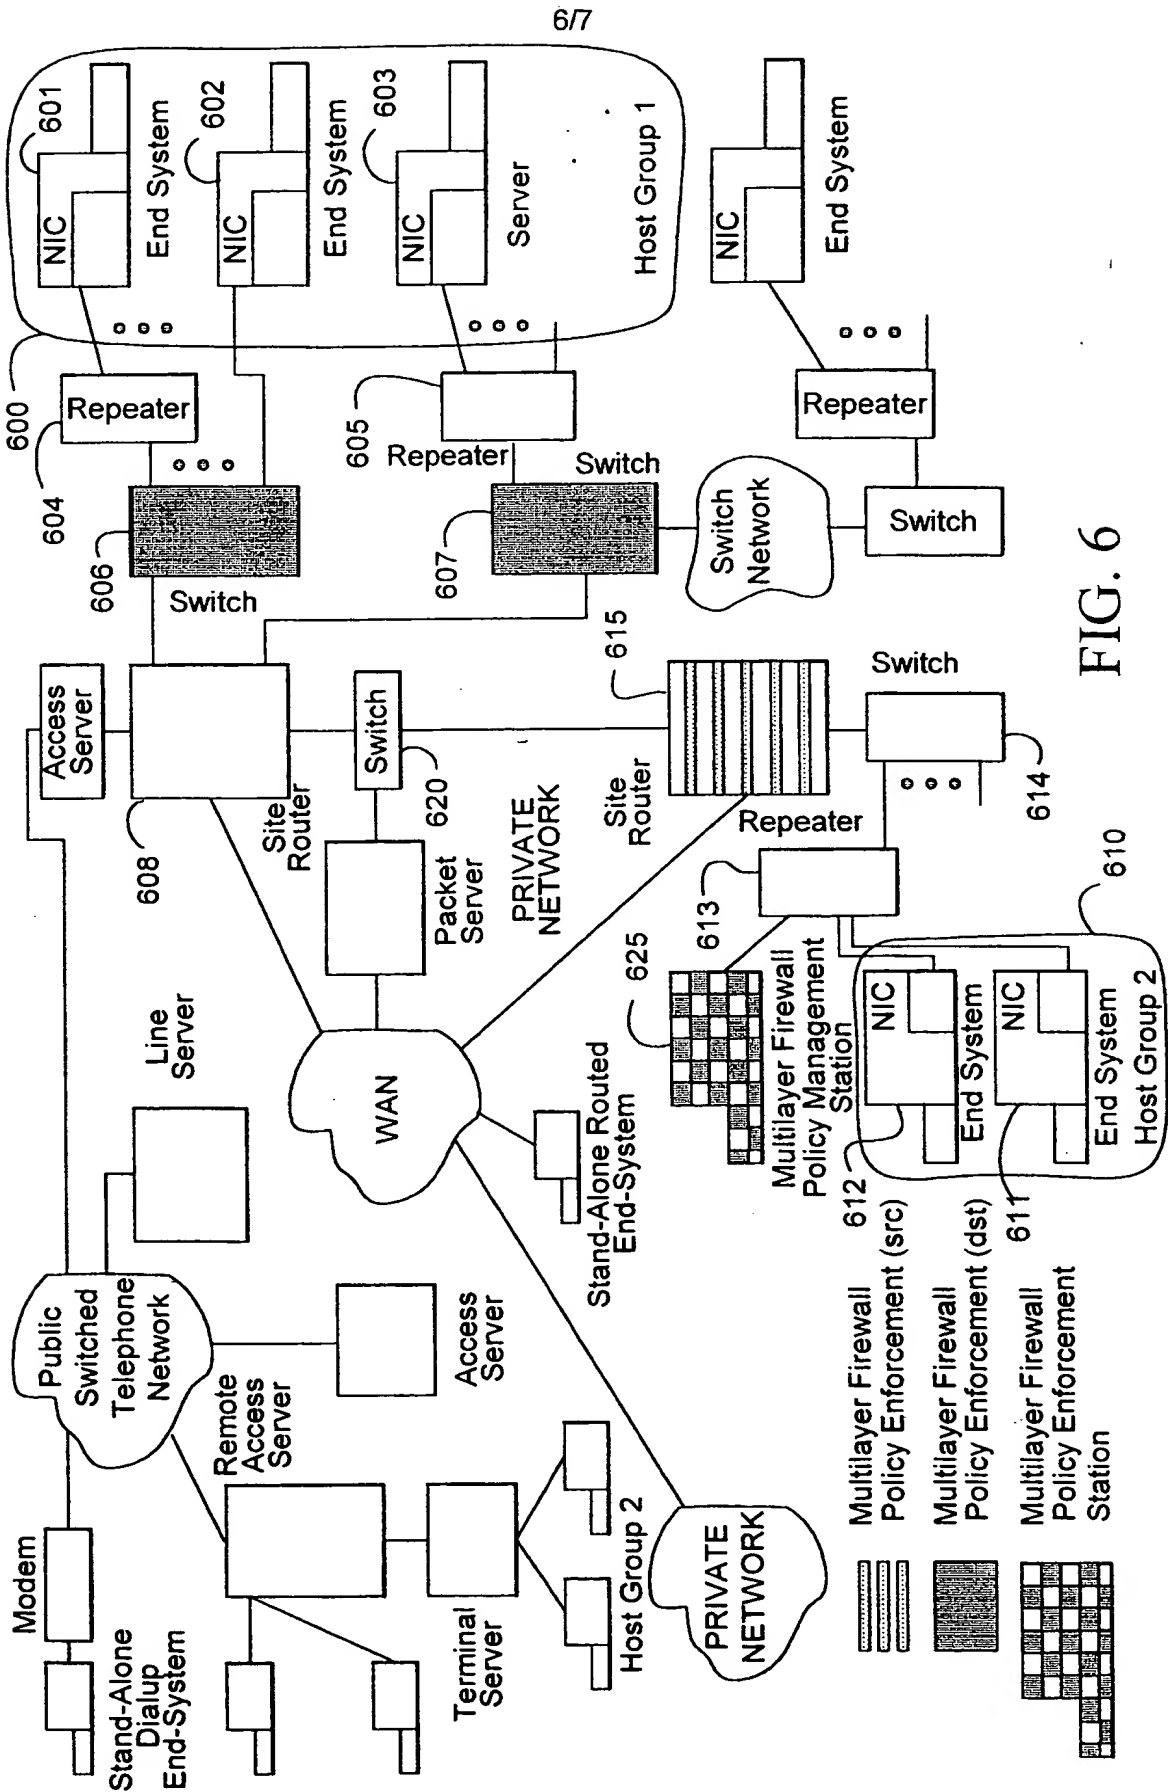 6/7
601
NIC
End System
602
NIC
End System
603
NIC
Server
Host Group 1
NIC
End System
600
604
Repeater
605
Repeater
Repeater
606
Switch
607
Switch
Switch
Network
Switch
Access
Server
608
Site
Router
Switch
620
Packet
Server
PRIVATE
NETWORK
615
Site
Router
Switch
614
Repeater
613
610
625
Multilayer Firewall
Policy Management
Station
NIC
End System
612
NIC
End System
611
Host Group 2
Line
Server
WAN
Stand-Alone Routed
End-System
Public
Switched
Telephone
Network
Access
Server
Remote
Access
Server
Modem
Stand-Alone
Dialup
End-System
Terminal
Server
Host Group 2
PRIVATE
NETWORK
Multilayer Firewall
Policy Enforcement (src)
Multilayer Firewall
Policy Enforcement (dst)
Multilayer Firewall
Policy Enforcement
Station
FIG. 6